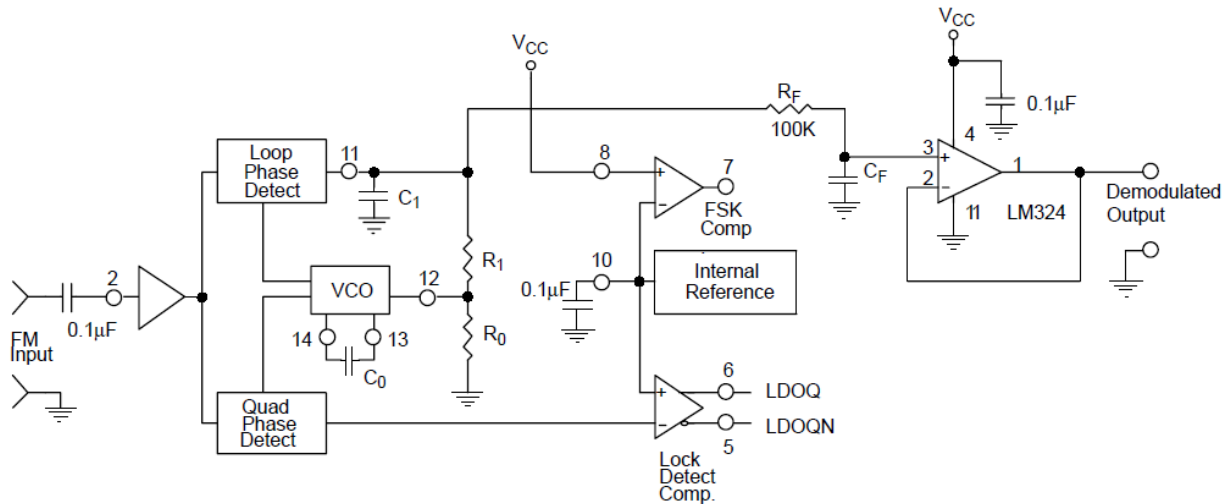 VCC
VCC
RF
100K
0.1µF
4
Loop
Phase
Detect
11
C1
8
+
−
7
FSK
Comp
3
+
2
−
CF
1
11
LM324
Demodulated
Output
R1
10
0.1µF
Internal
Reference
2
0.1µF
FM
Input
VCO
12
14
13
C0
R0
Quad
Phase
Detect
+
−
6
LDOQ
LDOQN
5
Lock
Detect
Comp.